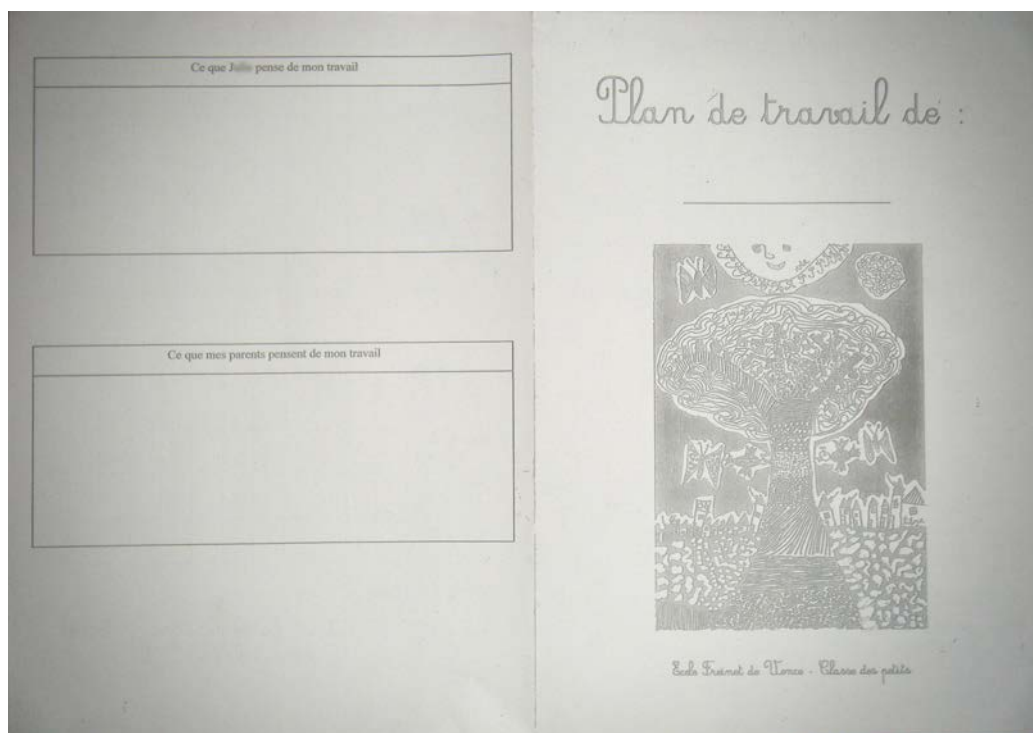 Ce que pense de mon travail
Ce que mes parents pensent de mon travail
Plan de travail de :
Ecole Freinet de Vence - Classe des petits